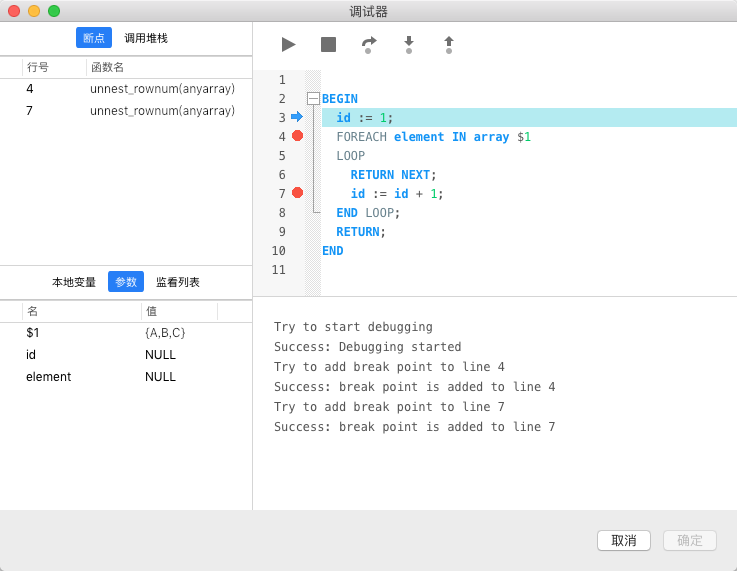 调试器
断点 调用堆栈
行号 函数名
4 unnest_rownum(anyarray)
7 unnest_rownum(anyarray)
本地变量 参数 监看列表
名 值
$1 {A,B,C}
id NULL
element NULL
1
2 BEGIN
3 id := 1;
4 FOREACH element IN array $1
5 LOOP
6 RETURN NEXT;
7 id := id + 1;
8 END LOOP;
9 RETURN;
10 END
11
Try to start debugging
Success: Debugging started
Try to add break point to line 4
Success: break point is added to line 4
Try to add break point to line 7
Success: break point is added to line 7
取消 确定